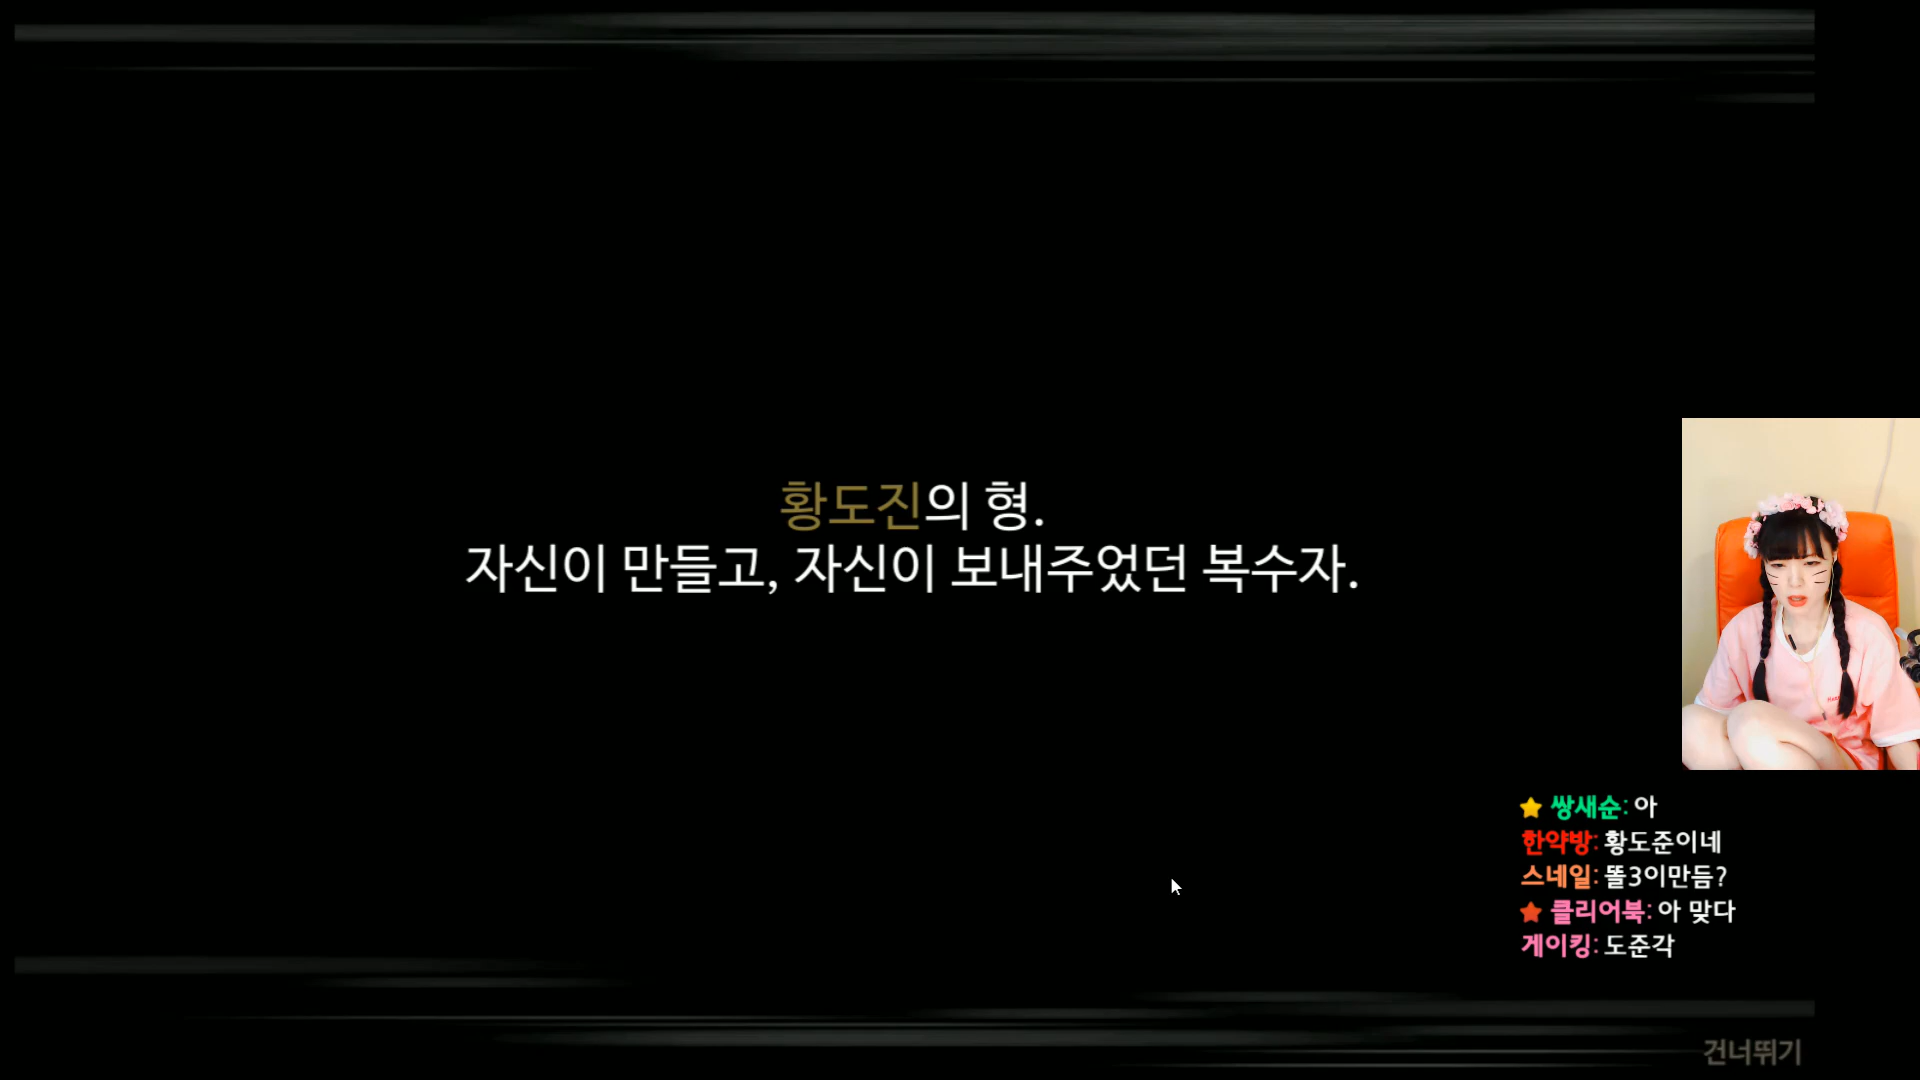 황도진의 형.
자신이 만들고, 자신이 보내주었던 복수자.
쌍새순: 아
한약방: 황도준이네
스네일: 똘3이만듬?
클리어북: 아 맞다
게이킹: 도준각
건너뛰기